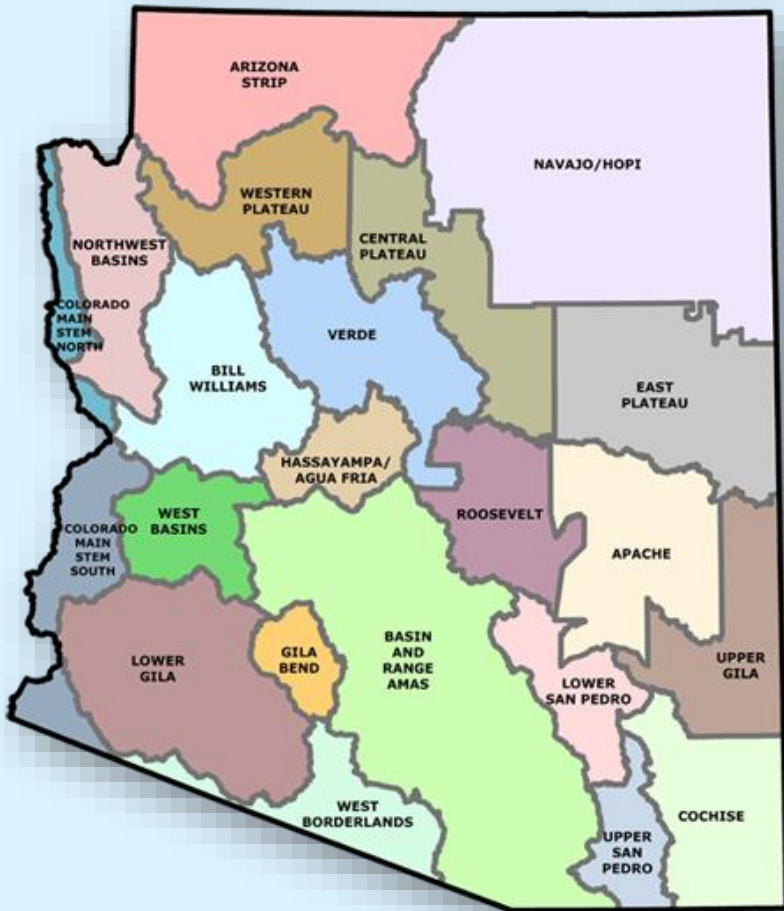 ARIZONA
STRIP
NAVAJO/HOPI
WESTERN
PLATEAU
CENTRAL
PLATEAU
NORTHWEST
BASINS
COLORADO
MAIN
STEM
NORTH
VERDE
BILL
WILLIAMS
EAST
PLATEAU
HASSAYAMPA/
AGUA FRIA
ROOSEVELT
WEST
BASINS
COLORADO
MAIN
STEM
SOUTH
APACHE
BASIN
AND
RANGE
AMAS
GILA
BEND
LOWER
GILA
UPPER
GILA
LOWER
SAN PEDRO
WEST
BORDERLANDS
COCHISE
UPPER
SAN
PEDRO